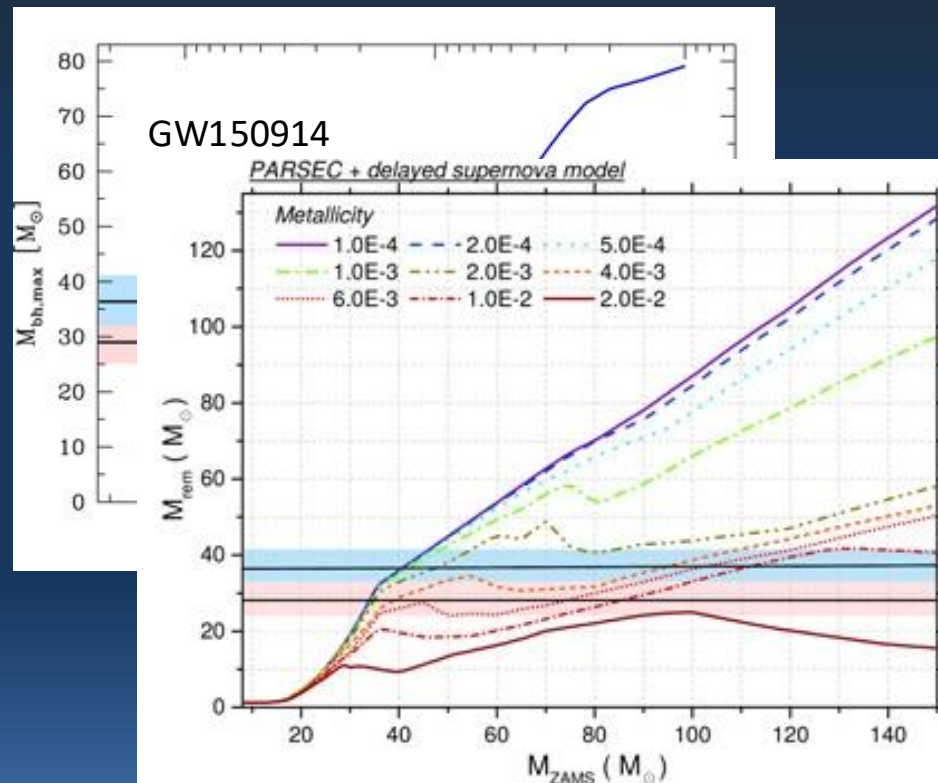 GW150914
80
70
60
50
40
30
20
10
0
M_bh,max [M_⊙]
PARSEC + delayed supernova model
Metallicity
1.0E-4 2.0E-4 5.0E-4
1.0E-3 2.0E-3 4.0E-3
6.0E-3 1.0E-2 2.0E-2
120
100
80
60
40
20
0
M_rem ( M_⊙ )
20 40 60 80 100 120 140
M_ZAMS ( M_⊙ )